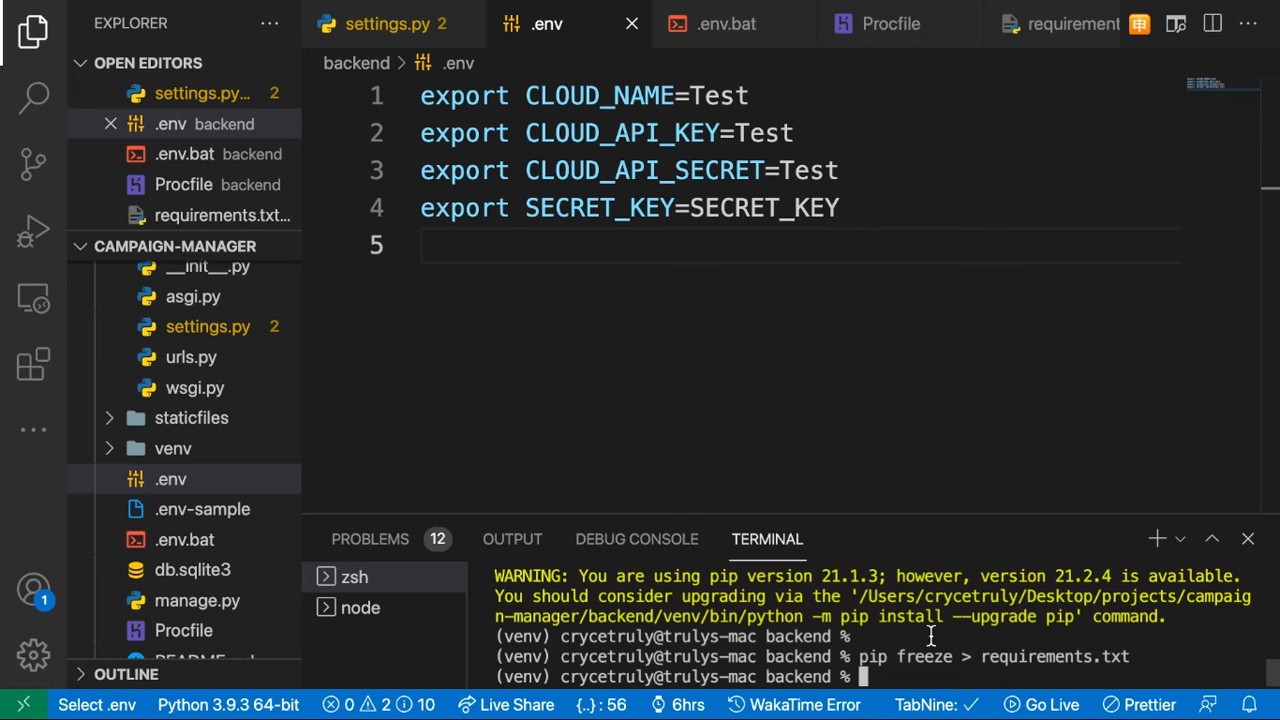 EXPLORER
settings.py 2
.env
.env.bat
Procfile
requirement
OPEN EDITORS
settings.py... 2
.env backend
.env.bat backend
Procfile backend
requirements.txt...
CAMPAIGN-MANAGER
__init__.py
asgi.py
settings.py 2
urls.py
wsgi.py
staticfiles
venv
.env
.env-sample
.env.bat
db.sqlite3
manage.py
Procfile
README.md
OUTLINE
backend > .env
1 export CLOUD_NAME=Test
2 export CLOUD_API_KEY=Test
3 export CLOUD_API_SECRET=Test
4 export SECRET_KEY=SECRET_KEY
5
PROBLEMS 12 OUTPUT DEBUG CONSOLE TERMINAL
zsh
node
WARNING: You are using pip version 21.1.3; however, version 21.2.4 is available.
You should consider upgrading via the '/Users/crycetruly/Desktop/projects/campaig
n-manager/backend/venv/bin/python -m pip install --upgrade pip' command.
(venv) crycetruly@trulys-mac backend %
(venv) crycetruly@trulys-mac backend % pip freeze > requirements.txt
(venv) crycetruly@trulys-mac backend %
1
Select .env Python 3.9.3 64-bit 0 2 10 Live Share {..}: 56 6hrs WakaTime Error TabNine: ✓ Go Live Prettier